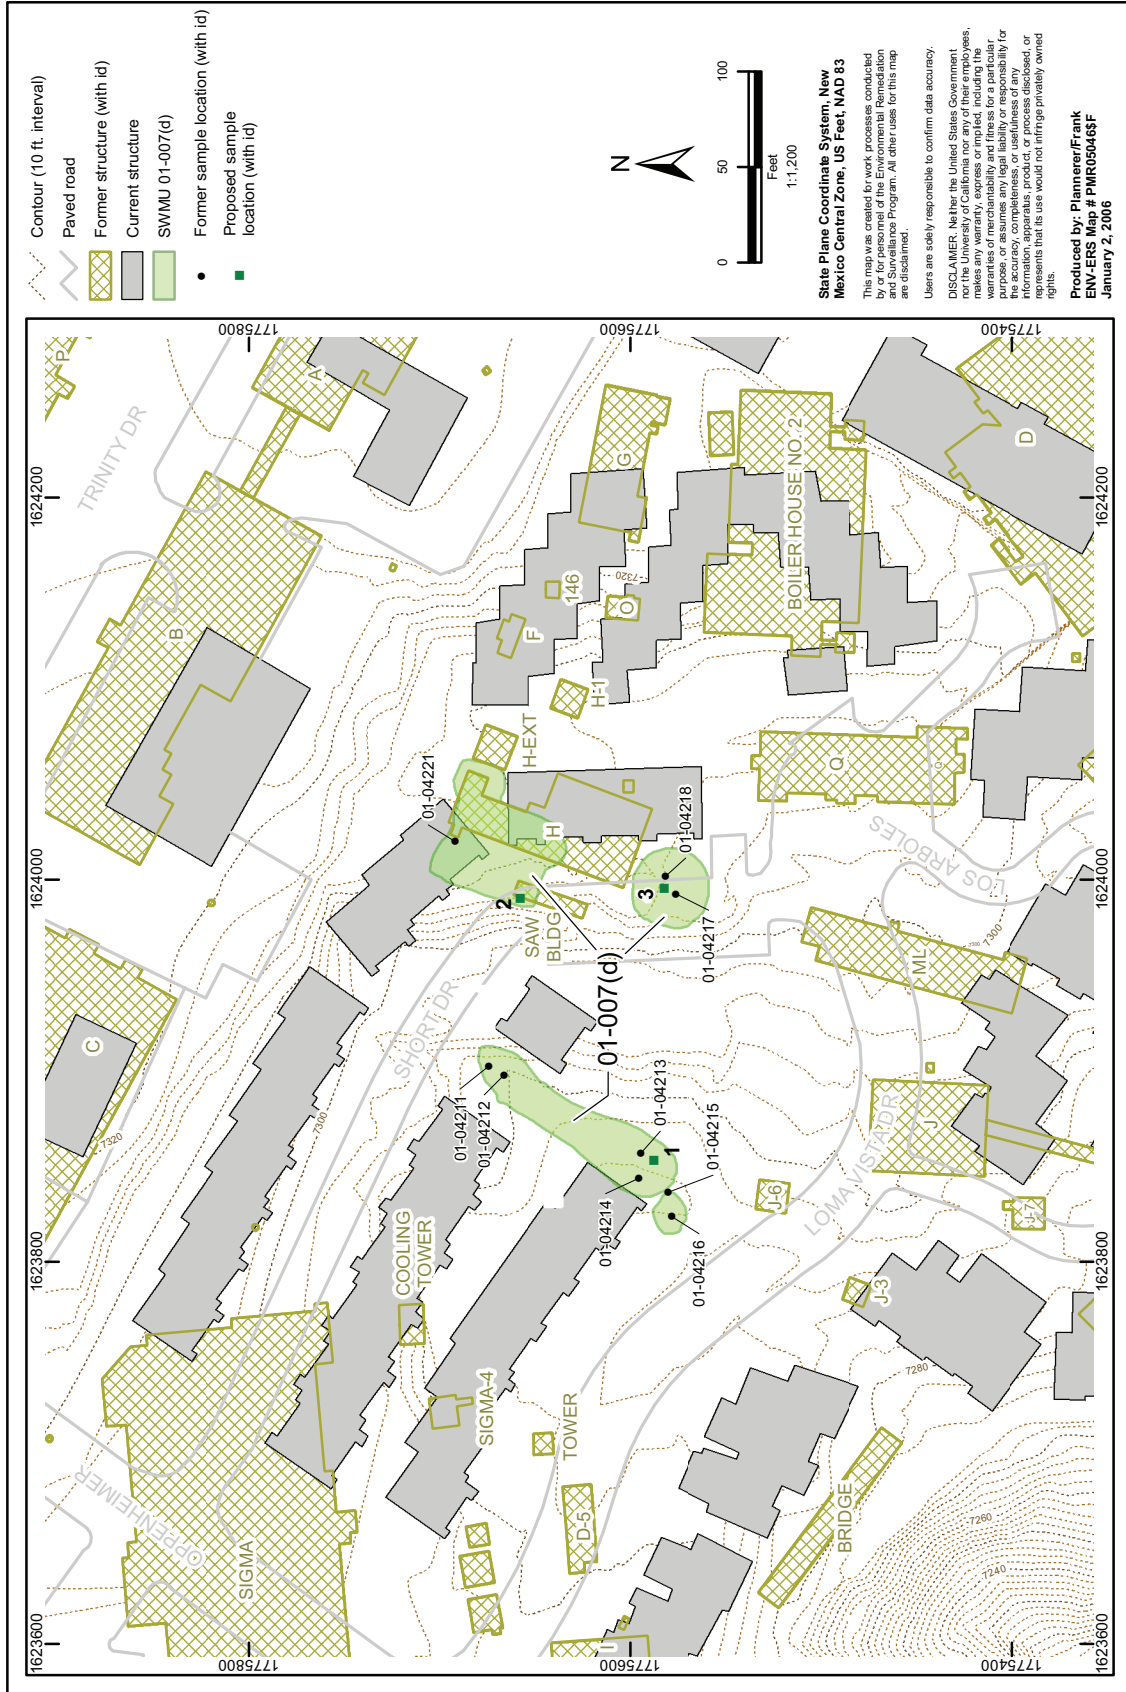 1623600
1623800
1624000
1624200
1775800
1775600
1775400
1775800
1775600
1775400
OPPENHEIMER
SIGMA
TRINITY DR
P
A
B
C
7320
7300
COOLING
TOWER
SIGMA-4
TOWER
D-5
I
SHORT DR
01-04221
H-EXT
H
H-1
F
146
O
7320
G
BOILER HOUSE NO. 2
D
2
SAW
BLDG
3
01-04218
01-04217
01-007(d)
01-04211
01-04212
01-04213
01-04214
1
01-04215
01-04216
Q
LOS ARBOLES
ML
7300
7300
LOMA VISTA DR
J
J-6
J-7
J-3
7280
BRIDGE
7260
7240
1623600
1623800
1624000
1624200
Contour (10 ft. interval)
Paved road
Former structure (with id)
Current structure
SWMU 01-007(d)
Former sample location (with id)
Proposed sample
location (with id)
N
0
50
100
Feet
1:1,200
State Plane Coordinate System, New
Mexico Central Zone, US Feet, NAD 83
This map was created for work processes conducted
by or for personnel of the Environmental Remediation
and Surveillance Program. All other uses for this map
are disclaimed.
Users are solely responsible to confirm data accuracy.
DISCLAIMER: Neither the United States Government
nor the University of California nor any of their employees,
makes any warranty, express or implied, including the
warranties of merchantability and fitness for a particular
purpose, or assumes any legal liability or responsibility for
the accuracy, completeness, or usefulness of any
information, apparatus, product, or process disclosed, or
represents that its use would not infringe privately owned
rights.
Produced by: Plannerer/Frank
ENV-ERS Map # PMR05046$F
January 2, 2006